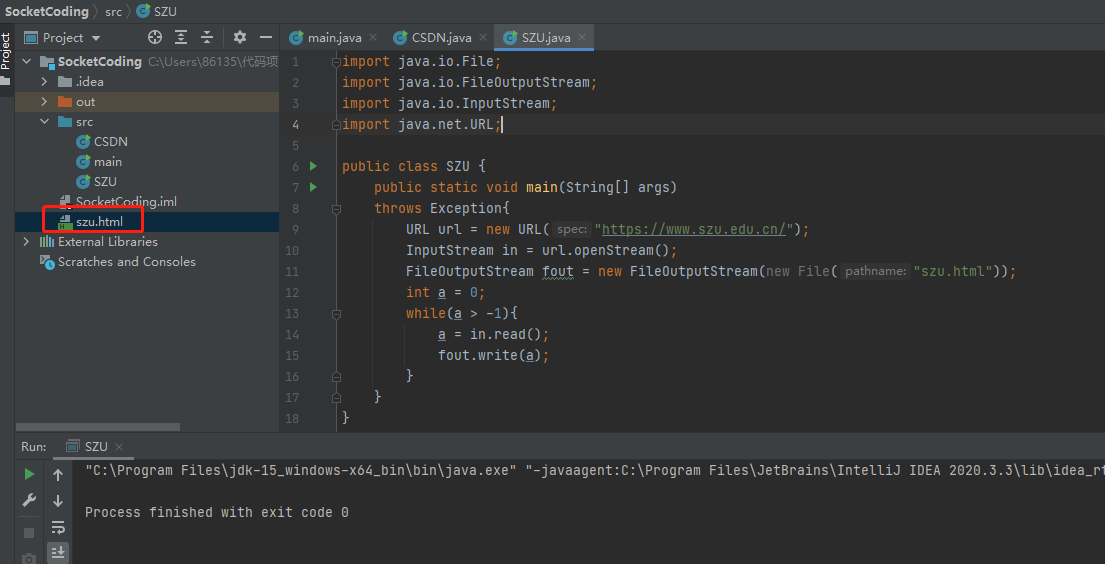 SocketCoding src SZU
Project
Project
main.java CSDN.java SZU.java
SocketCoding C:\Users\86135\代码项
.idea
out
src
CSDN
main
SZU
SocketCoding.iml
szu.html
External Libraries
Scratches and Consoles
1 import java.io.File;
2 import java.io.FileOutputStream;
3 import java.io.InputStream;
4 import java.net.URL;
5
6 public class SZU {
7 public static void main(String[] args)
8 throws Exception{
9 URL url = new URL( spec: "https://www.szu.edu.cn/");
10 InputStream in = url.openStream();
11 FileOutputStream fout = new FileOutputStream(new File( pathname: "szu.html"));
12 int a = 0;
13 while(a > -1){
14 a = in.read();
15 fout.write(a);
16 }
17 }
18 }
Run: SZU
"C:\Program Files\jdk-15_windows-x64_bin\bin\java.exe" "-javaagent:C:\Program Files\JetBrains\IntelliJ IDEA 2020.3.3\lib\idea_rt
Process finished with exit code 0